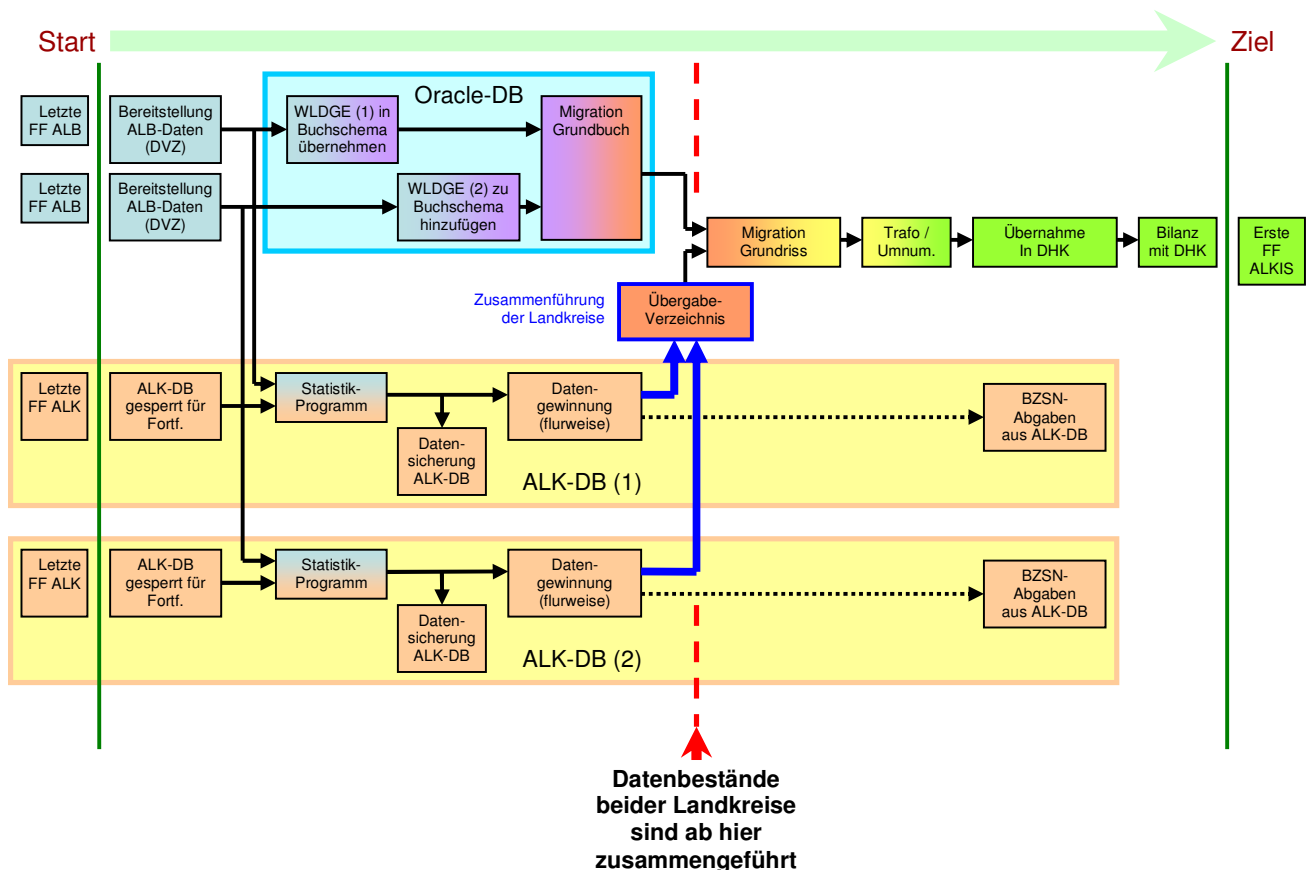 Start
Ziel
Oracle-DB
Letzte
FF ALB
Bereitstellung
ALB-Daten
(DVZ)
WLDGE (1) in
Buchschema
übernehmen
Migration
Grundbuch
Letzte
FF ALB
Bereitstellung
ALB-Daten
(DVZ)
WLDGE (2) zu
Buchschema
hinzufügen
Migration
Grundriss
Trafo /
Umnum.
Übernahme
In DHK
Bilanz
mit DHK
Erste
FF
ALKIS
Zusammenführung
der Landkreise
Übergabe-
Verzeichnis
Letzte
FF ALK
ALK-DB
gesperrt für
Fortf.
Statistik-
Programm
Daten-
gewinnung
(flurweise)
BZSN-
Abgaben
aus ALK-DB
Daten-
sicherung
ALK-DB
ALK-DB (1)
Letzte
FF ALK
ALK-DB
gesperrt für
Fortf.
Statistik-
Programm
Daten-
gewinnung
(flurweise)
BZSN-
Abgaben
aus ALK-DB
Daten-
sicherung
ALK-DB
ALK-DB (2)
Datenbestände
beider Landkreise
sind ab hier
zusammengeführt